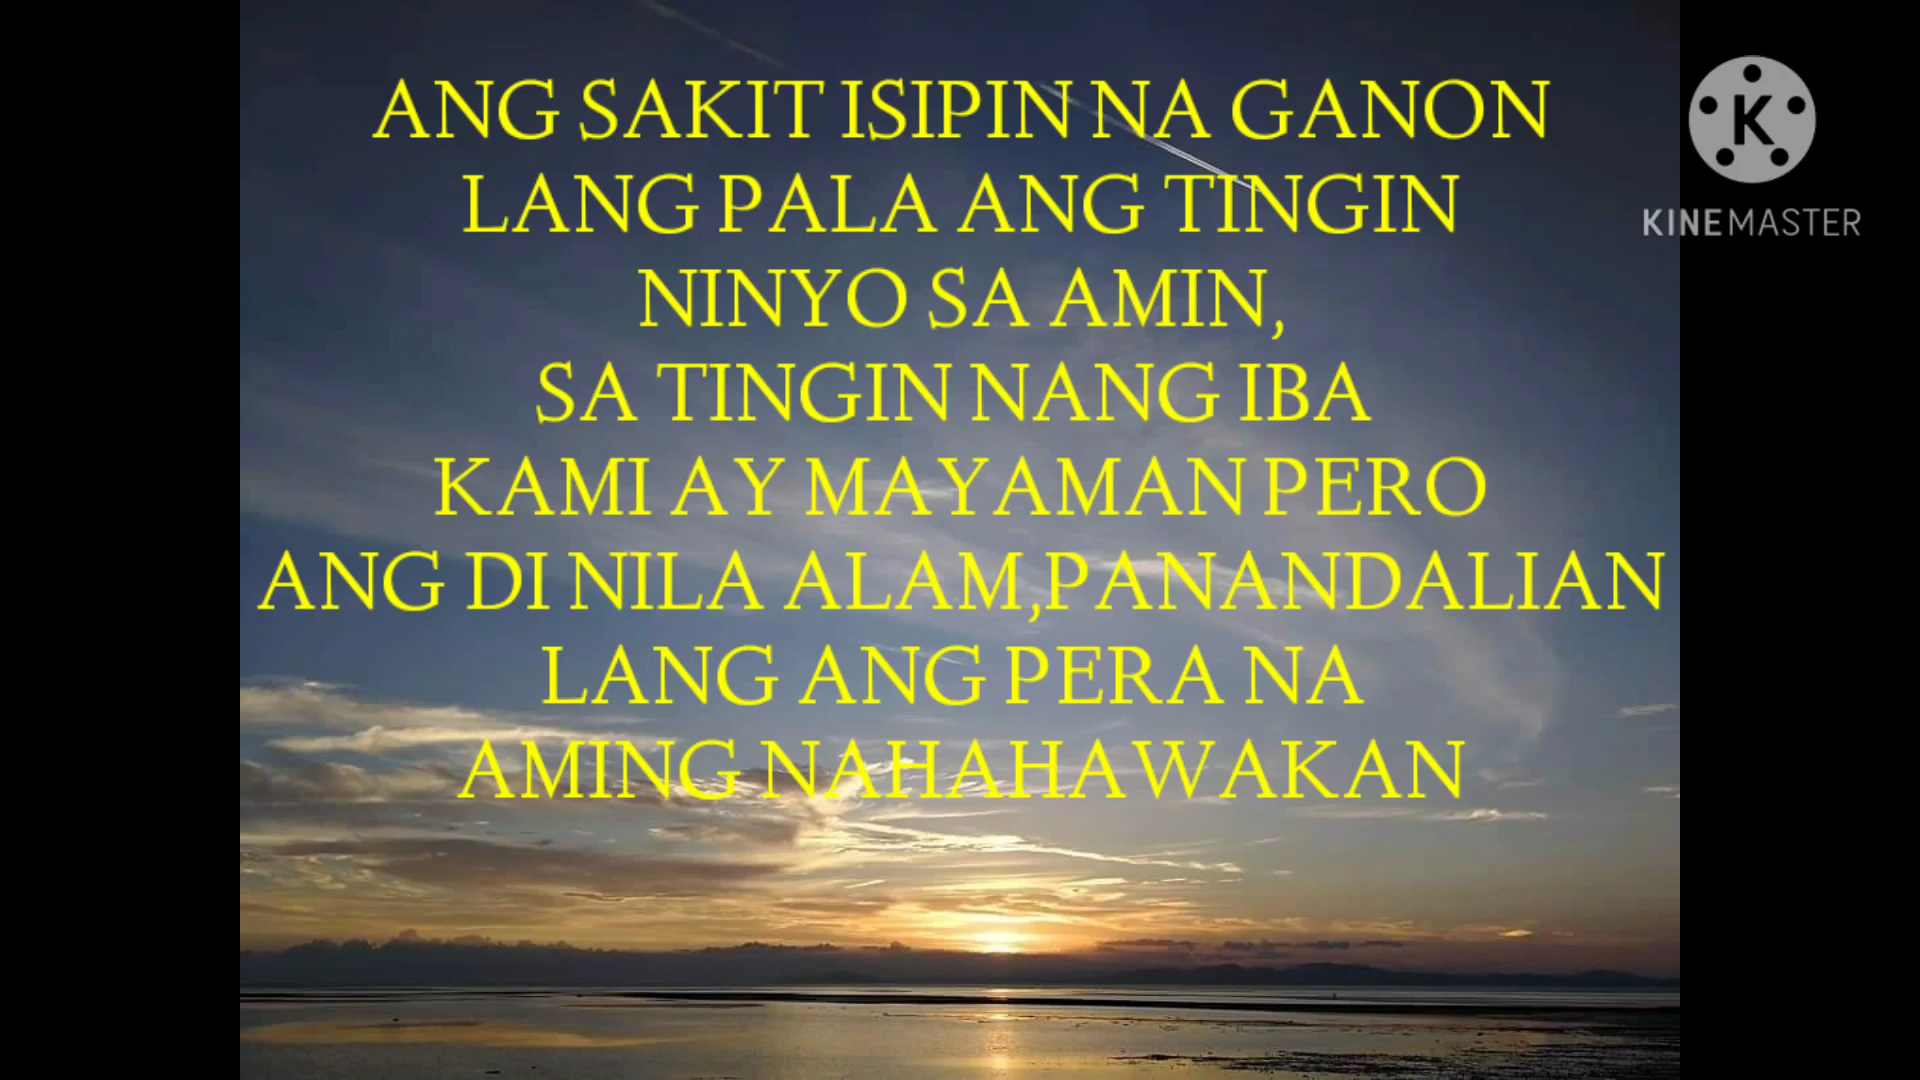 ANG SAKIT ISIPIN NA GANON
LANG PALA ANG TINGIN
NINYO SA AMIN,
SA TINGIN NANG IBA
KAMI AY MAYAMAN PERO
ANG DI NILA ALAM,PANANDALIAN
LANG ANG PERA NA
AMING NAHAHAWAKAN
K
KINEMASTER